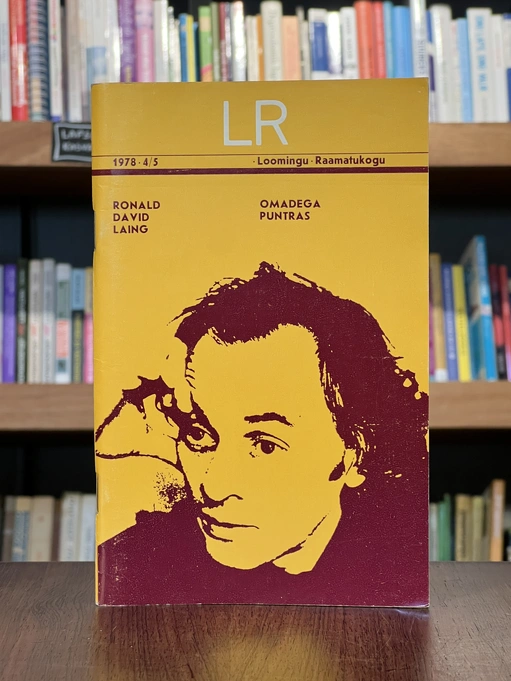 LR
1978 · 4/5 · Loomingu · Raamatukogu
RONALD
DAVID
LAING
OMADEGA
PUNTRAS